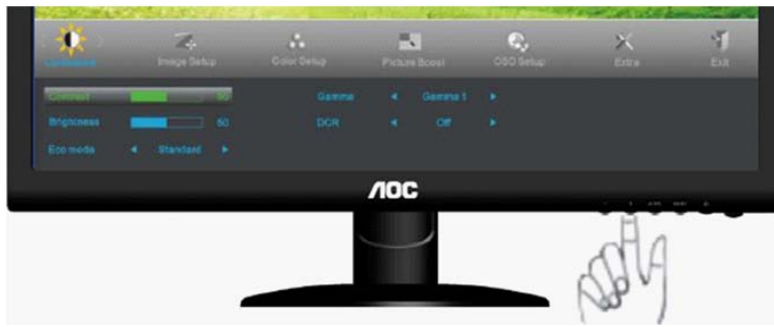 Luminance Image Setup Color Setup Picture Boost OSD Setup Extra Exit
Contrast 50 Gamma Gamma 1
Brightness 50 DCR Off
Eco mode Standard
AOC